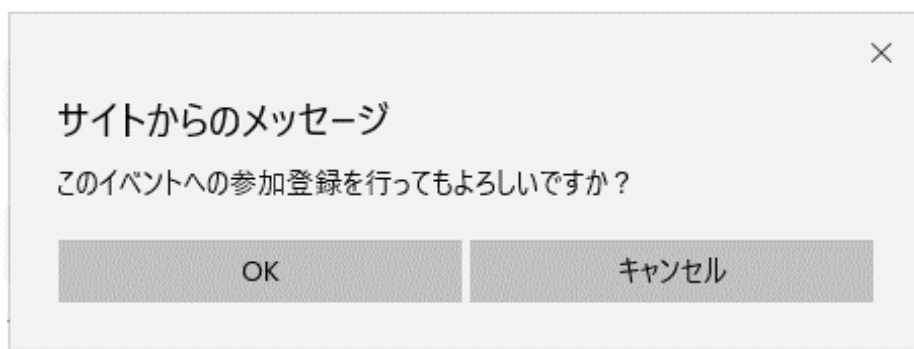 サイトからのメッセージ
このイベントへの参加登録を行ってもよろしいですか？
OK
キャンセル